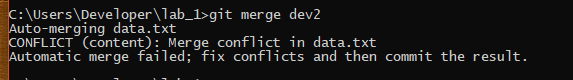 C:\Users\Developer\lab_1>git merge dev2
Auto-merging data.txt
CONFLICT (content): Merge conflict in data.txt
Automatic merge failed; fix conflicts and then commit the result.